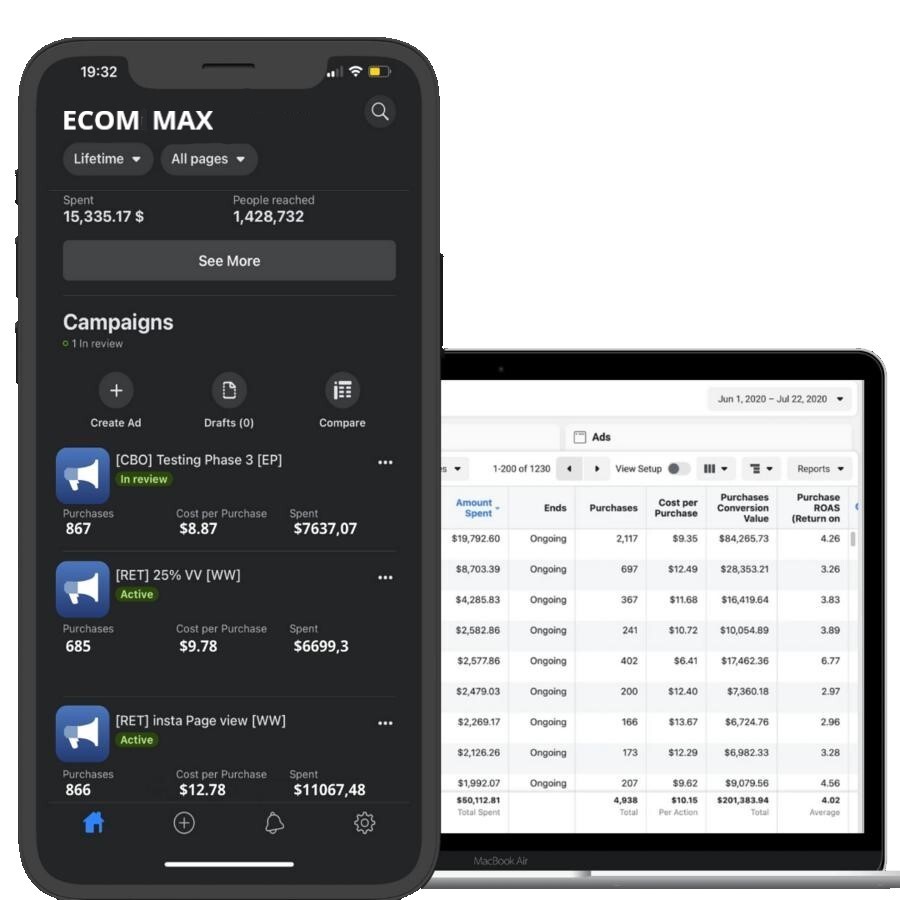 19:32
ECOM MAX
Lifetime
All pages
Spent People reached
15,335.17 $ 1,428,732
See More
Campaigns
1 In review
Create Ad Drafts (0) Compare
[CBO] Testing Phase 3 [EP]
In review
Purchases Cost per Purchase Spent
867 $8.87 $7637,07
[RET] 25% VV [WW]
Active
Purchases Cost per Purchase Spent
685 $9.78 $6699,3
[RET] insta Page view [WW]
Active
Purchases Cost per Purchase Spent
866 $12.78 $11067,48
Jun 1, 2020 – Jul 22, 2020
Ads
1-200 of 1230 View Setup Reports
Amount Spent Ends Purchases Cost per Purchase Purchases Conversion Value Purchase ROAS (Return on
$19,792.60 Ongoing 2,117 $9.35 $84,265.73 4.26
$8,703.39 Ongoing 697 $12.49 $28,353.21 3.26
$4,285.83 Ongoing 367 $11.68 $16,419.64 3.83
$2,582.86 Ongoing 241 $10.72 $10,054.89 3.89
$2,577.86 Ongoing 402 $6.41 $17,462.36 6.77
$2,479.03 Ongoing 200 $12.40 $7,360.18 2.97
$2,269.17 Ongoing 166 $13.67 $6,724.76 2.96
$2,126.26 Ongoing 173 $12.29 $6,982.33 3.28
$1,992.07 Ongoing 207 $9.62 $9,079.56 4.56
$50,112.81 4,938 $10.15 $201,383.94 4.02
Total Spent Total Per Action Total Average
MacBook Air